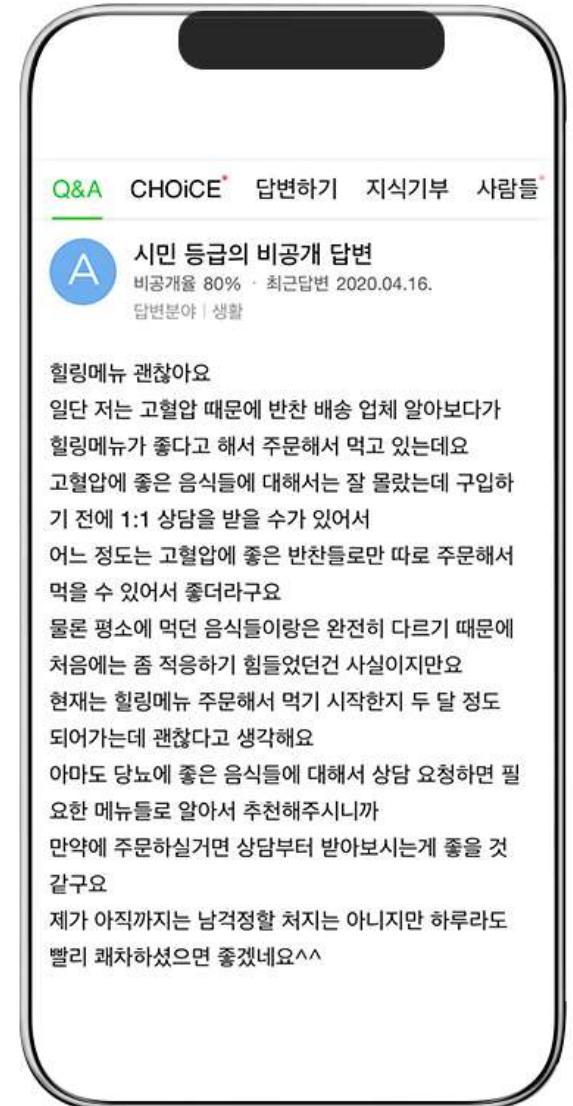 Q&A CHOiCE 답변하기 지식기부 사람들
A
시민 등급의 비공개 답변
비공개율 80% · 최근답변 2020.04.16.
답변분야 | 생활
힐링메뉴 괜찮아요
일단 저는 고혈압 때문에 반찬 배송 업체 알아보다가
힐링메뉴가 좋다고 해서 주문해서 먹고 있는데요
고혈압에 좋은 음식들에 대해서는 잘 몰랐는데 구입하
기 전에 1:1 상담을 받을 수가 있어서
어느 정도는 고혈압에 좋은 반찬들로만 따로 주문해서
먹을 수 있어서 좋더라구요
물론 평소에 먹던 음식들이랑은 완전히 다르기 때문에
처음에는 좀 적응하기 힘들었던건 사실이지만요
현재는 힐링메뉴 주문해서 먹기 시작한지 두 달 정도
되어가는데 괜찮다고 생각해요
아마도 당뇨에 좋은 음식들에 대해서 상담 요청하면 필
요한 메뉴들로 알아서 추천해주시니까
만약에 주문하실거면 상담부터 받아보시는게 좋을 것
같구요
제가 아직까지는 남걱정할 처지는 아니지만 하루라도
빨리 쾌차하셨으면 좋겠네요^^